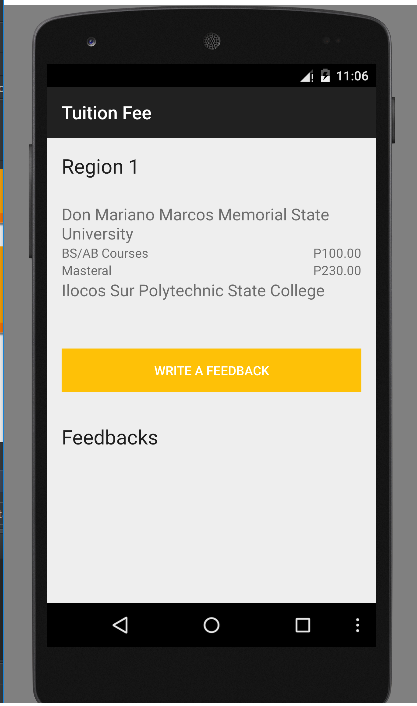 11:06
Tuition Fee
Region 1
Don Mariano Marcos Memorial State
University
BS/AB Courses P100.00
Masteral P230.00
Ilocos Sur Polytechnic State College
WRITE A FEEDBACK
Feedbacks